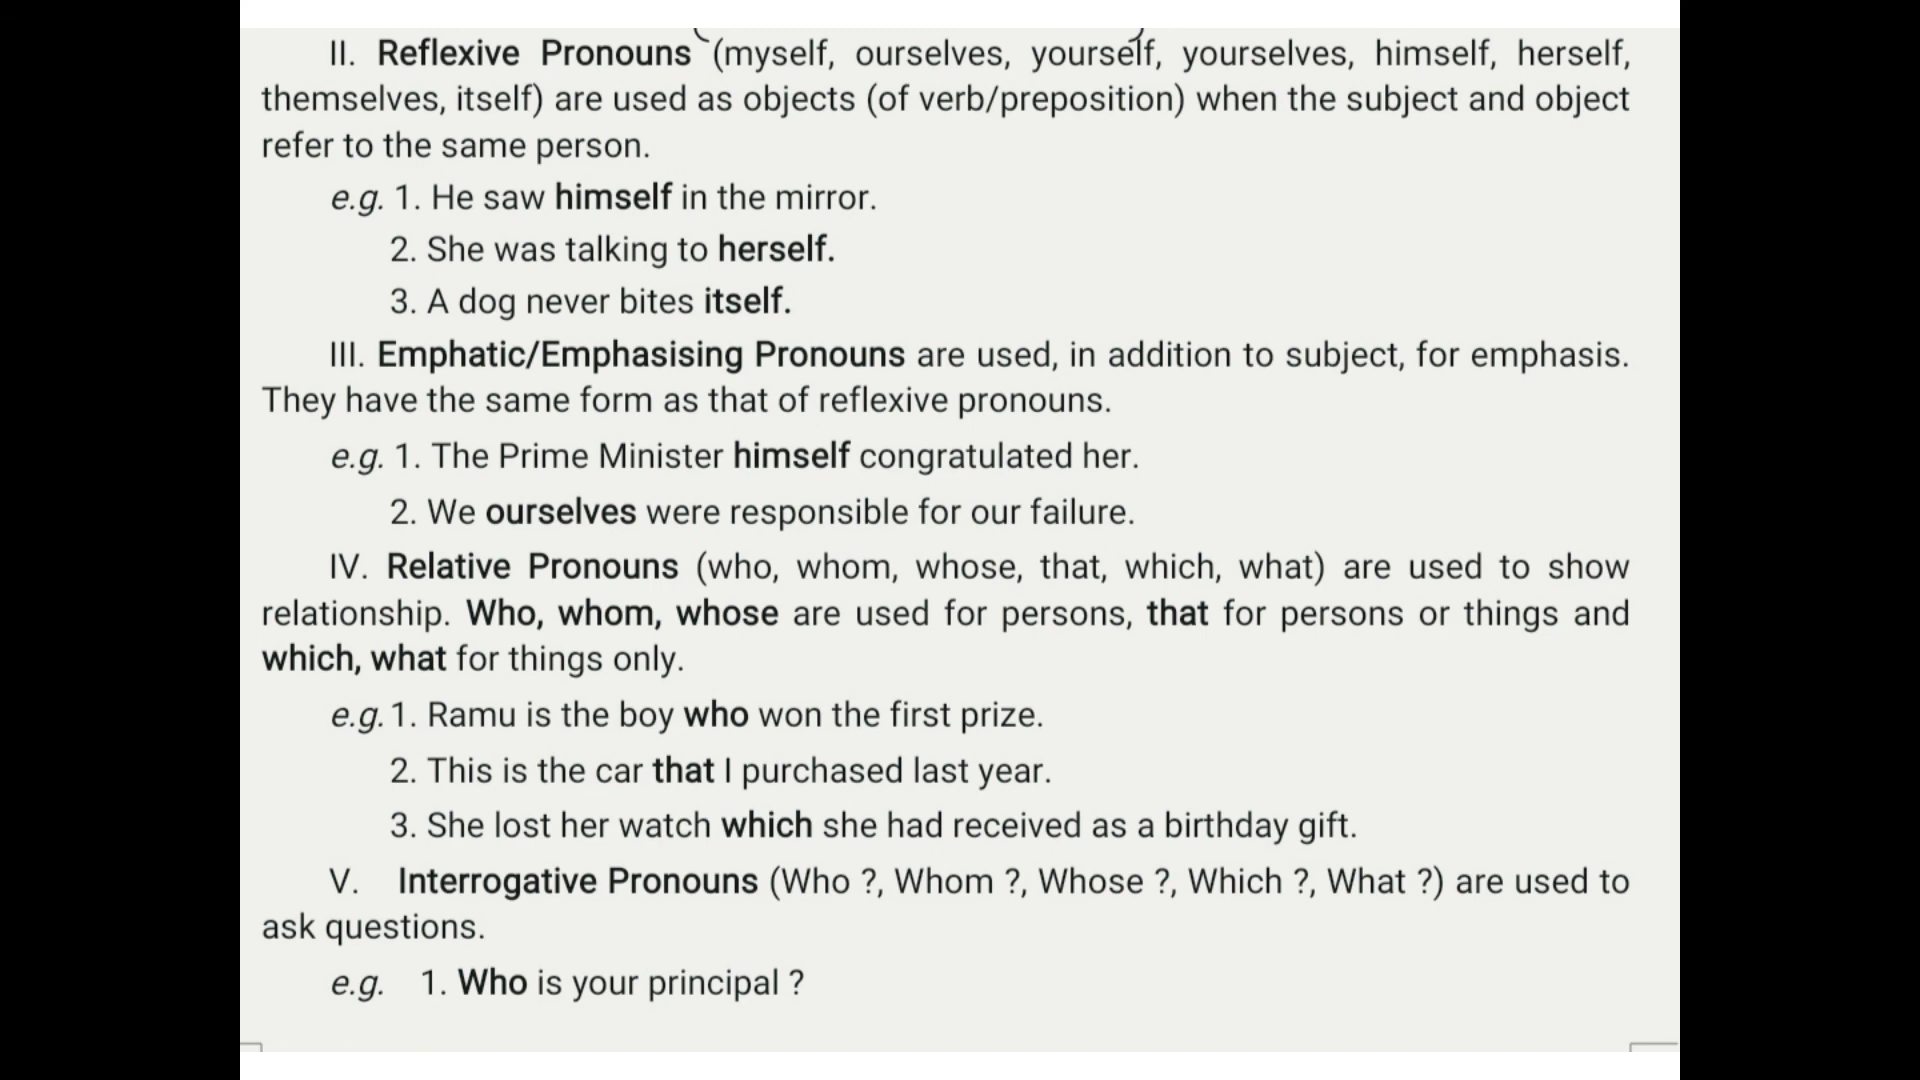 II. Reflexive Pronouns (myself, ourselves, yourself, yourselves, himself, herself,
themselves, itself) are used as objects (of verb/preposition) when the subject and object
refer to the same person.
e.g. 1. He saw himself in the mirror.
2. She was talking to herself.
3. A dog never bites itself.
III. Emphatic/Emphasising Pronouns are used, in addition to subject, for emphasis.
They have the same form as that of reflexive pronouns.
e.g. 1. The Prime Minister himself congratulated her.
2. We ourselves were responsible for our failure.
IV. Relative Pronouns (who, whom, whose, that, which, what) are used to show
relationship. Who, whom, whose are used for persons, that for persons or things and
which, what for things only.
e.g. 1. Ramu is the boy who won the first prize.
2. This is the car that I purchased last year.
3. She lost her watch which she had received as a birthday gift.
V. Interrogative Pronouns (Who ?, Whom ?, Whose ?, Which ?, What ?) are used to
ask questions.
e.g. 1. Who is your principal ?